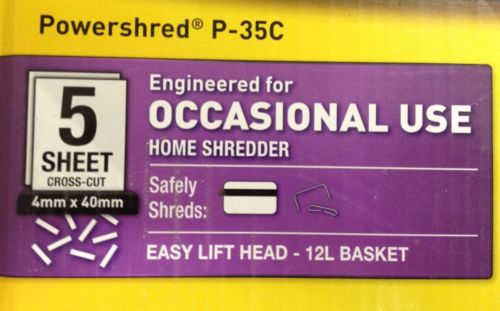 Powershred® P-35C
5
SHEET
CROSS-CUT
4mm x 40mm
Engineered for
OCCASIONAL USE
HOME SHREDDER
Safely
Shreds:
EASY LIFT HEAD - 12L BASKET